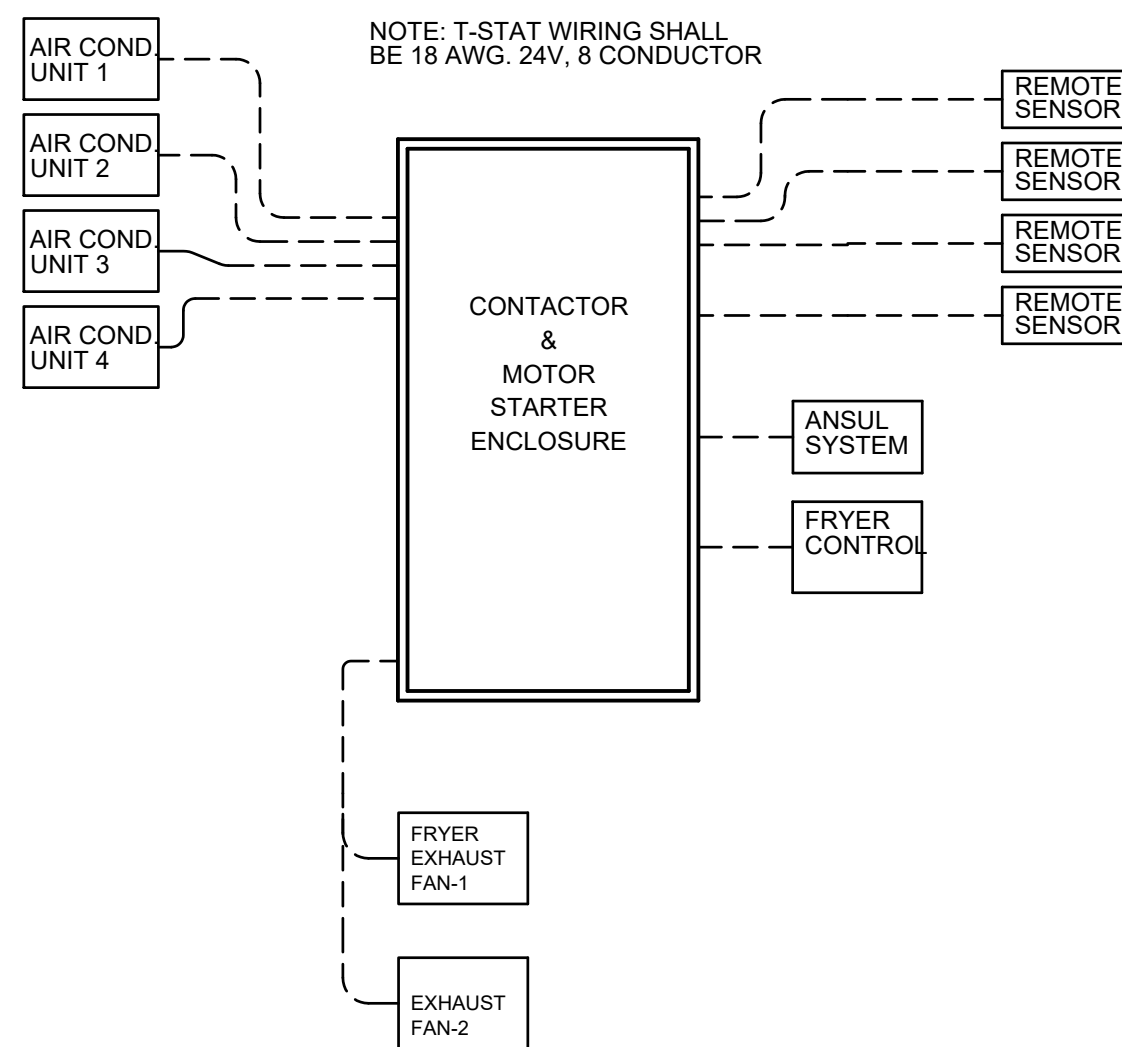 NOTE: T-STAT WIRING SHALL
BE 18 AWG. 24V, 8 CONDUCTOR
AIR COND.
UNIT 1
AIR COND.
UNIT 2
AIR COND.
UNIT 3
AIR COND.
UNIT 4
CONTACTOR
&
MOTOR
STARTER
ENCLOSURE
REMOTE
SENSOR
REMOTE
SENSOR
REMOTE
SENSOR
REMOTE
SENSOR
ANSUL
SYSTEM
FRYER
CONTROL
FRYER
EXHAUST
FAN-1
EXHAUST
FAN-2